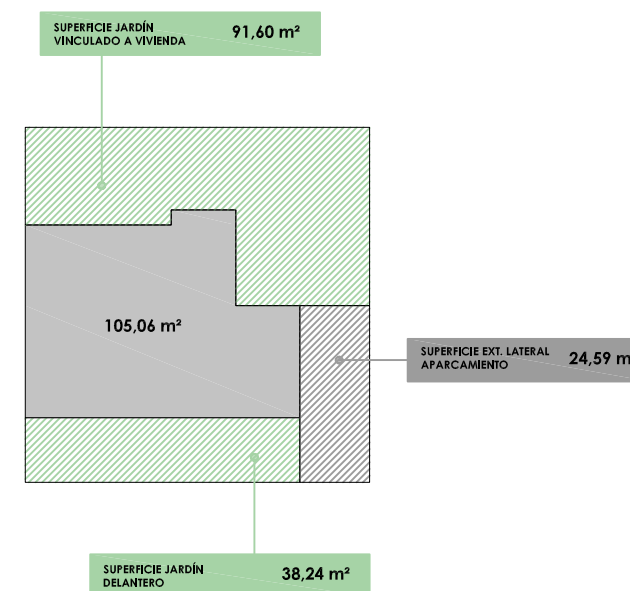 SUPERFICIE JARDÍN
VINCULADO A VIVIENDA
91,60 m²
105,06 m²
SUPERFICIE EXT. LATERAL
APARCAMIENTO
24,59 m
SUPERFICIE JARDÍN
DELANTERO
38,24 m²